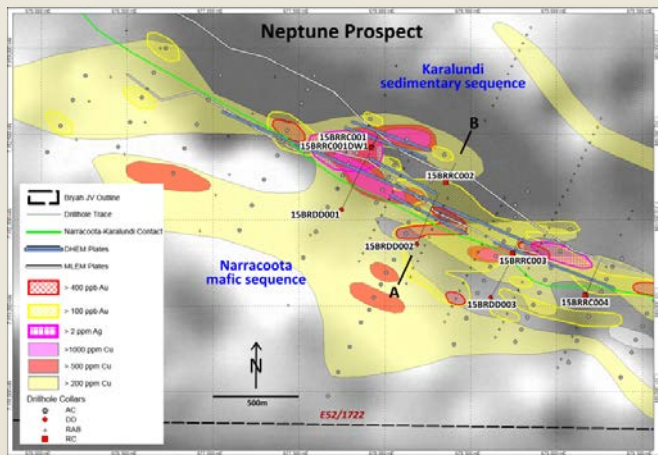 Neptune Prospect
Karalundi
sedimentary sequence
B
15BRRC001
15BRRC001DW1
15BRRC002
15BRDD001
15BRDD002
15BRRC003
15BRDD003
15BRRC004
A
Narracoota
mafic sequence
N
500m
E52/1722
Bryah JV Outline
Drillhole Trace
Narracoota-Karalundi Contact
DHEM Plates
MLEM Plates
> 400 ppb Au
> 100 ppb Au
> 2 ppm Ag
>1000 ppm Cu
> 500 ppm Cu
> 200 ppm Cu
Drillhole Collars
AC
DD
RAB
RC